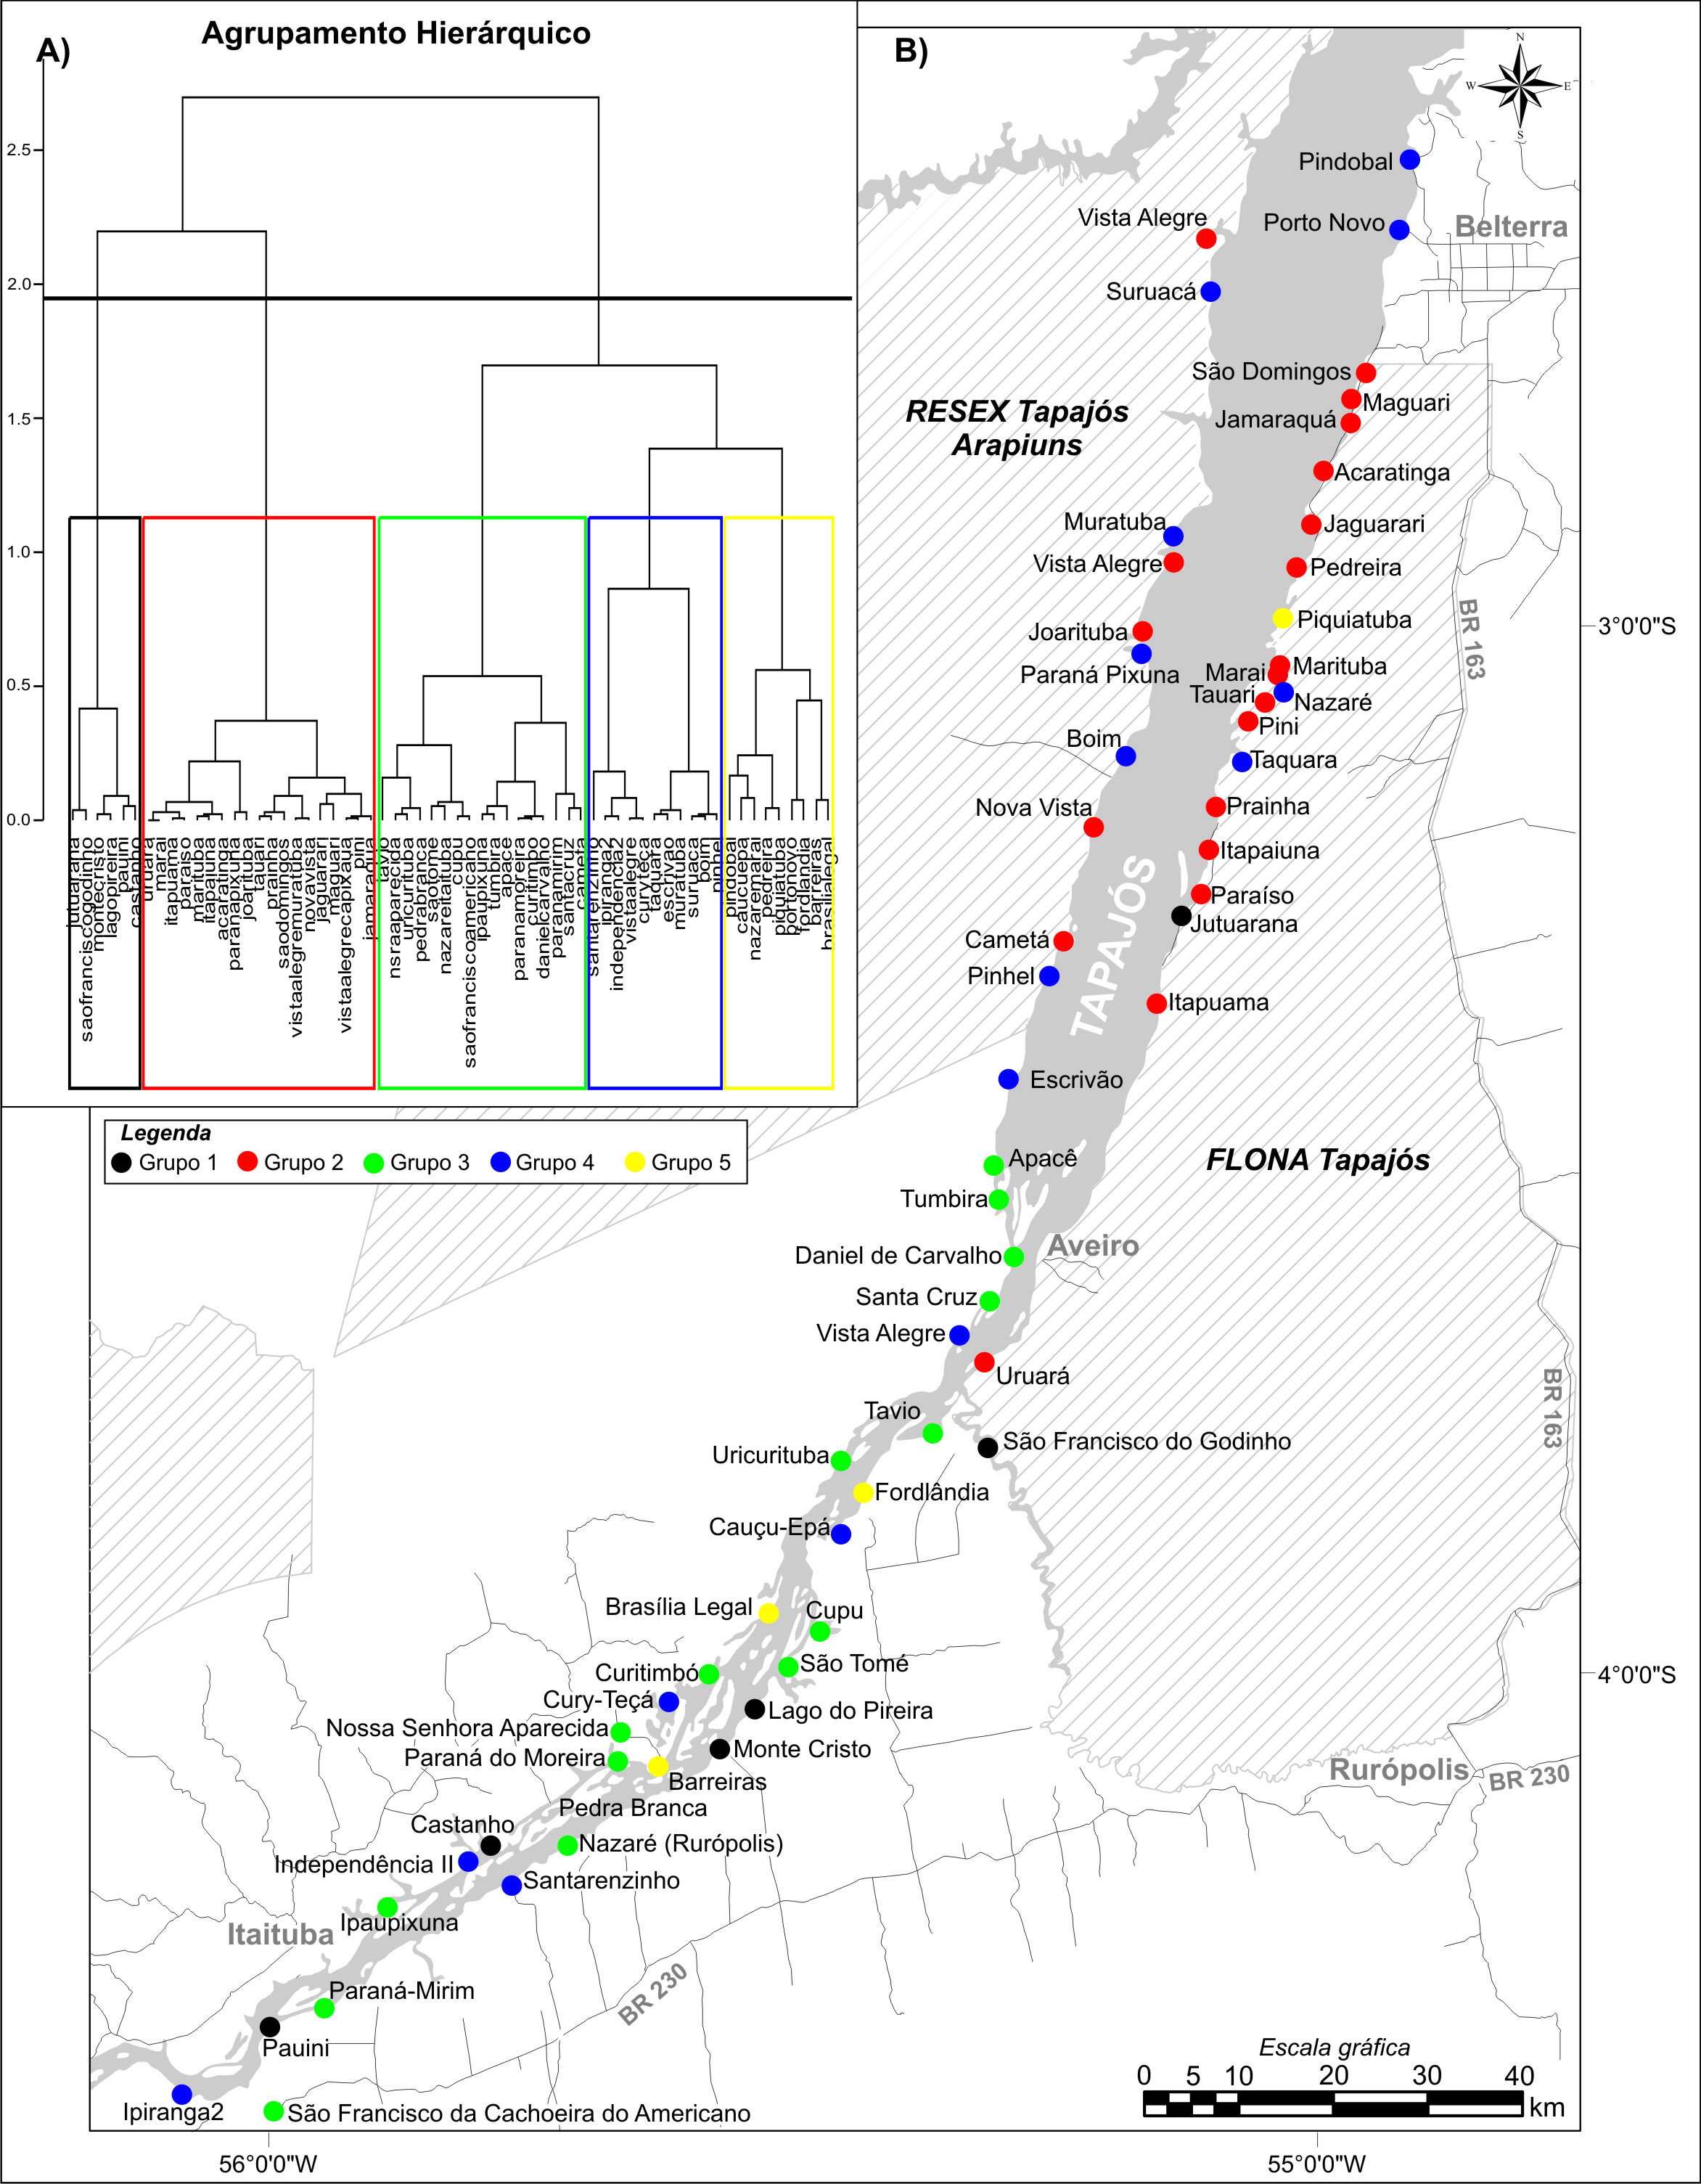 A)
Agrupamento Hierárquico
2.5
2.0
1.5
1.0
0.5
0.0
jutuarana
saofranciscogodinho
montecristo
lagopireira
pauini
castanho
uruara
marai
itapuama
paraiso
marituba
itapaiuna
acaratinga
paranapixuna
joarituba
tauari
prainha
saodomingos
vistaalegremuratuba
novavista
jaguarari
maguari
vistaalegrecapixaua
pini
jamaraqua
tavio
nsraaparecida
uricurituba
pedrabranca
saotome
nazareitaituba
cupu
saofranciscoamericano
ipaupixuna
tumbira
apace
paranamoreira
curitimbo
danielcarvalho
paranamirim
santacruz
cameta
santarenzinho
ipiranga2
independencia2
vistaalegre
curyteca
taquara
escrivao
muratuba
suruaca
boim
pinhel
pindobal
caucuepa
nazaremarai
pedreira
piquiatuba
portonovo
fordlandia
barreiras
brasilialegal
Legenda
Grupo 1
Grupo 2
Grupo 3
Grupo 4
Grupo 5
B)
N
W
E
S
Pindobal
Vista Alegre
Porto Novo
Belterra
Suruacá
São Domingos
Maguari
RESEX Tapajós
Arapiuns
Jamaraquá
Acaratinga
Muratuba
Jaguarari
Vista Alegre
Pedreira
BR 163
Piquiatuba
3°0'0"S
Joarituba
Paraná Pixuna
Marai
Marituba
Tauari
Nazaré
Pini
Boim
Taquara
Nova Vista
Prainha
Itapaiuna
TAPAJÓS
Paraíso
Jutuarana
Cametá
Pinhel
Itapuama
Escrivão
Apacê
FLONA Tapajós
Tumbira
Aveiro
Daniel de Carvalho
Santa Cruz
Vista Alegre
Uruará
BR 163
Tavio
São Francisco do Godinho
Uricurituba
Fordlândia
Cauçu-Epá
Brasília Legal
Cupu
São Tomé
Curitimbó
4°0'0"S
Cury-Teçá
Lago do Pireira
Nossa Senhora Aparecida
Monte Cristo
Paraná do Moreira
Barreiras
Rurópolis
BR 230
Pedra Branca
Castanho
Nazaré (Rurópolis)
Independência II
Santarenzinho
Ipaupixuna
Itaituba
BR 230
Paraná-Mirim
Pauini
Ipiranga2
São Francisco da Cachoeira do Americano
Escala gráfica
0 5 10 20 30 40
km
56°0'0"W
55°0'0"W